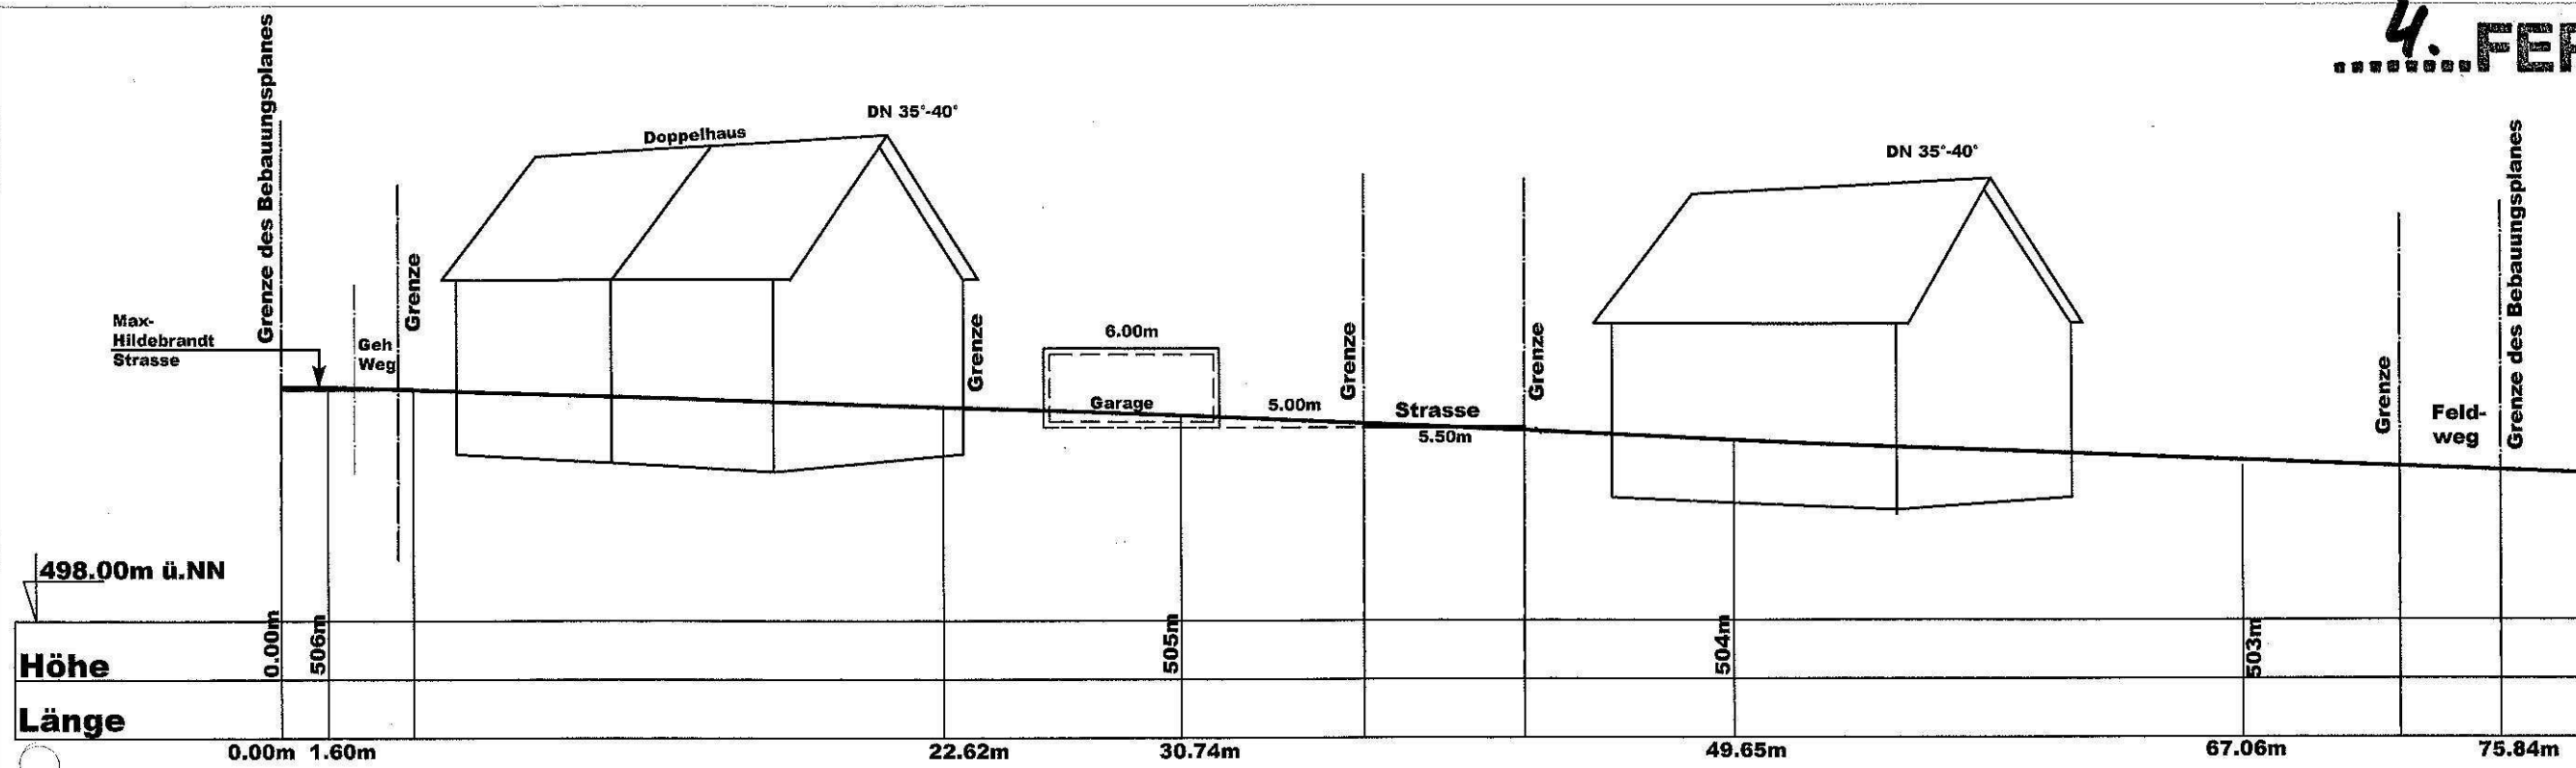 4. FER
Grenze des Bebauungsplanes
DN 35°-40°
Doppelhaus
DN 35°-40°
Grenze des Bebauungsplanes
Grenze
Max-
Hildebrandt
Strasse
Geh
Weg
Grenze
6.00m
Grenze
Grenze
Grenze
Garage
5.00m
Strasse
5.50m
Feld-
weg
498.00m ü.NN
Höhe
0.00m
506m
505m
504m
503m
Länge
0.00m 1.60m 22.62m 30.74m 49.65m 67.06m 75.84m